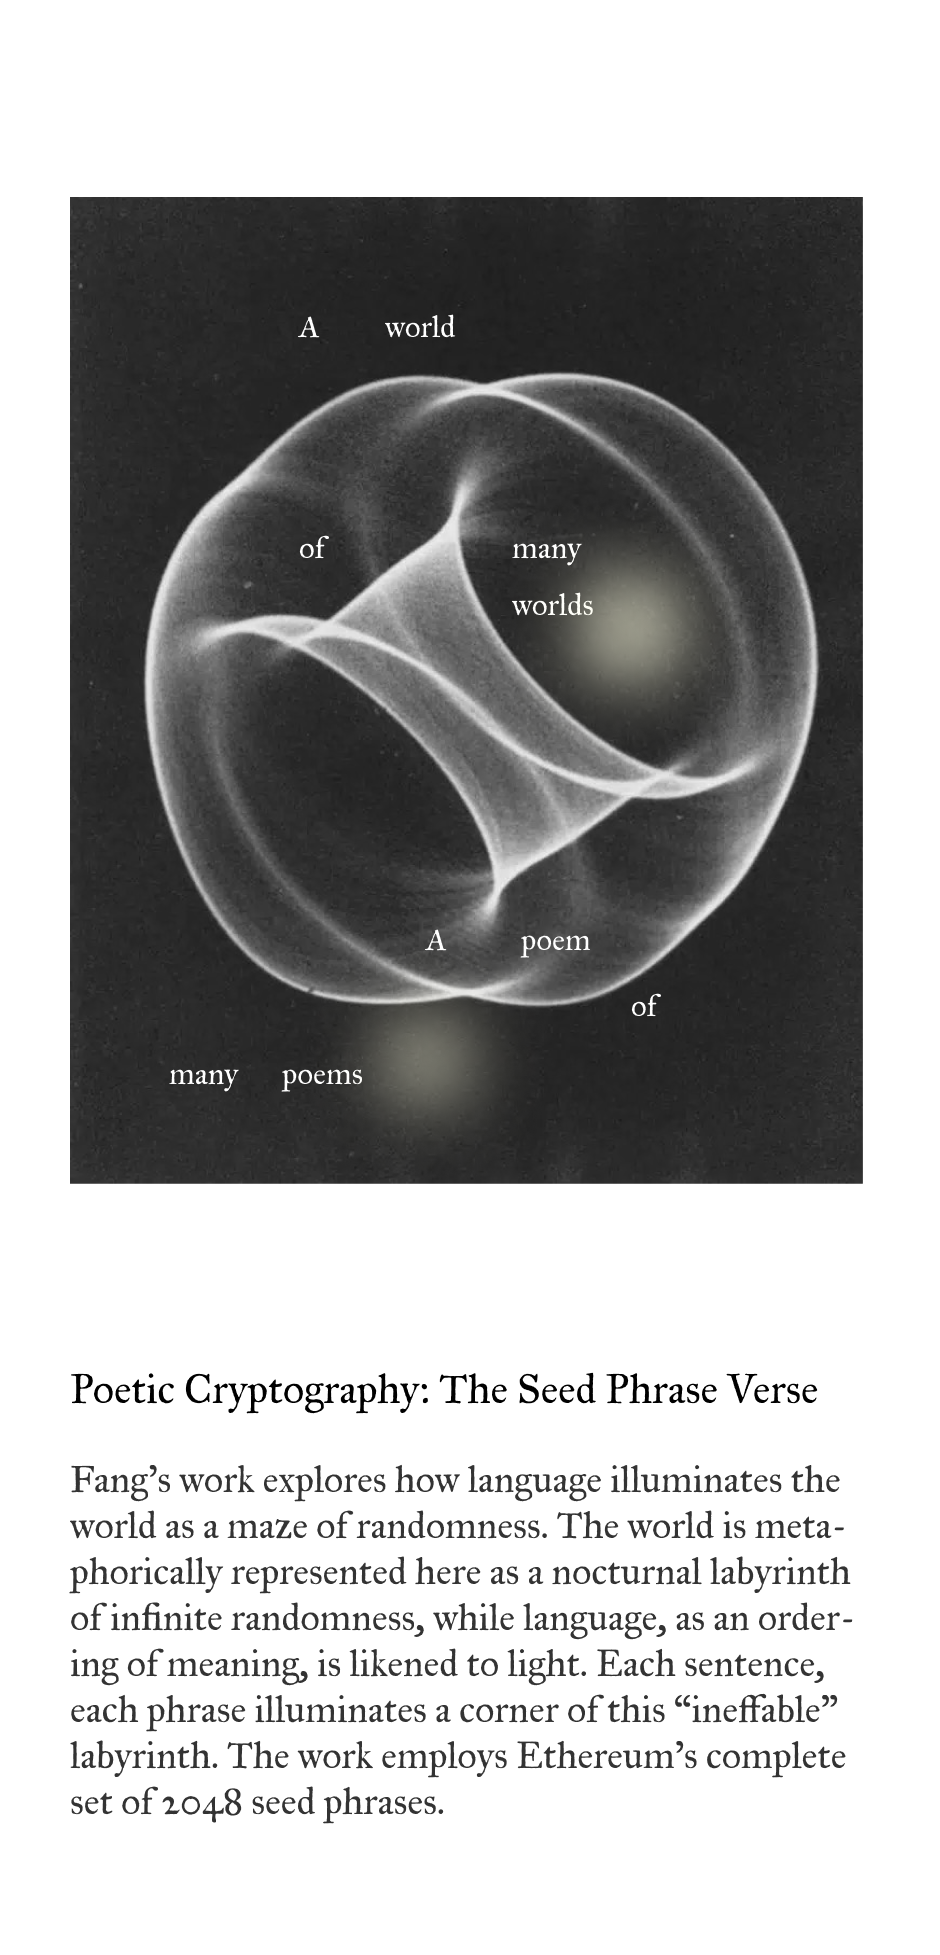 A world
of many
worlds
A poem
of
many poems
Poetic Cryptography: The Seed Phrase Verse
Fang’s work explores how language illuminates the
world as a maze of randomness. The world is meta-
phorically represented here as a nocturnal labyrinth
of infinite randomness, while language, as an order-
ing of meaning, is likened to light. Each sentence,
each phrase illuminates a corner of this “ineffable”
labyrinth. The work employs Ethereum’s complete
set of 2048 seed phrases.